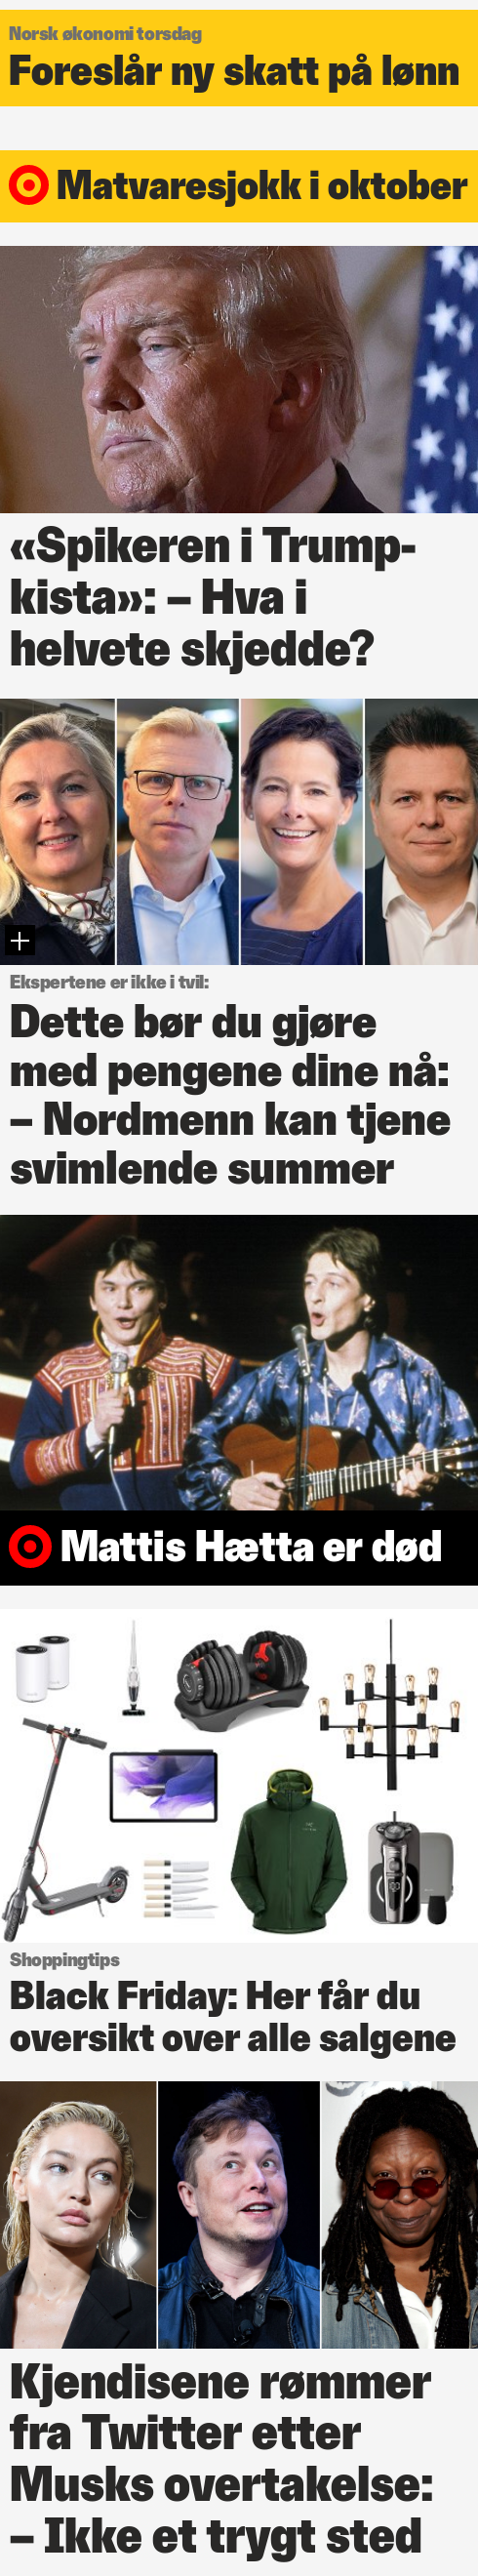 Norsk økonomi torsdag
Foreslår ny skatt på lønn
Matvaresjokk i oktober
«Spikeren i Trump-
kista»: – Hva i
helvete skjedde?
Ekspertene er ikke i tvil:
Dette bør du gjøre
med pengene dine nå:
– Nordmenn kan tjene
svimlende summer
Mattis Hætta er død
Shoppingtips
Black Friday: Her får du
oversikt over alle salgene
Kjendisene rømmer
fra Twitter etter
Musks overtakelse:
– Ikke et trygt sted